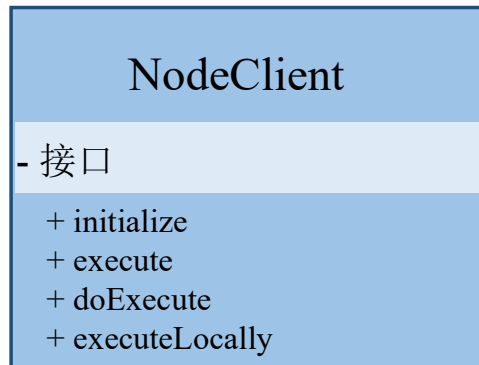 NodeClient
- 接口
+ initialize
+ execute
+ doExecute
+ executeLocally